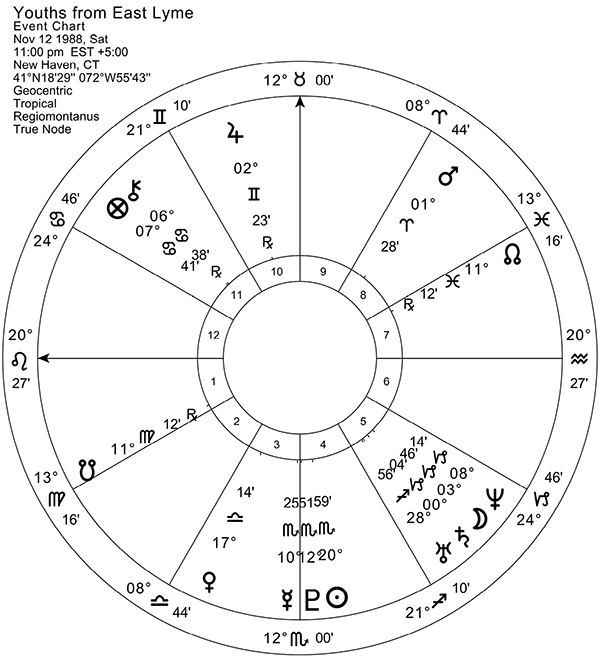 Youths from East Lyme
Event Chart
Nov 12 1988, Sat
11:00 pm EST +5:00
New Haven, CT
41°N18'29" 072°W55'43"
Geocentric
Tropical
Regiomontanus
True Node
12° ♉ 00'
21° ♊ 10'
08° ♈ 44'
46' ♋ 24°
13° ♓ 16'
20° ♌ 27'
20° ♒ 27'
13° ♍ 16'
46' ♑ 24°
08° ♎ 44'
21° ♐ 10'
12° ♏ 00'
♃ 02° ♊ 23' ℞
⚷ 06° ♋ 38' ℞
⊗ 07° ♋ 41'
♂ 01° ♈ 28'
☊ 11° ♓ 12' ℞
☋ 11° ♍ 12' ℞
♀ 17° ♎ 14'
☿ 10° ♏ 25'
♇ 12° ♏ 51'
☉ 20° ♏ 59'
♅ 28° ♐ 56'
♄ 00° ♑ 04'
☽ 03° ♑ 46'
♆ 08° ♑ 14'
10
9
11
8
12
7
1
6
2
5
3
4